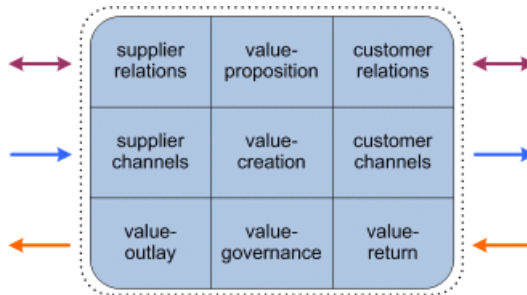 supplier
relations
value-
proposition
customer
relations
supplier
channels
value-
creation
customer
channels
value-
outlay
value-
governance
value-
return